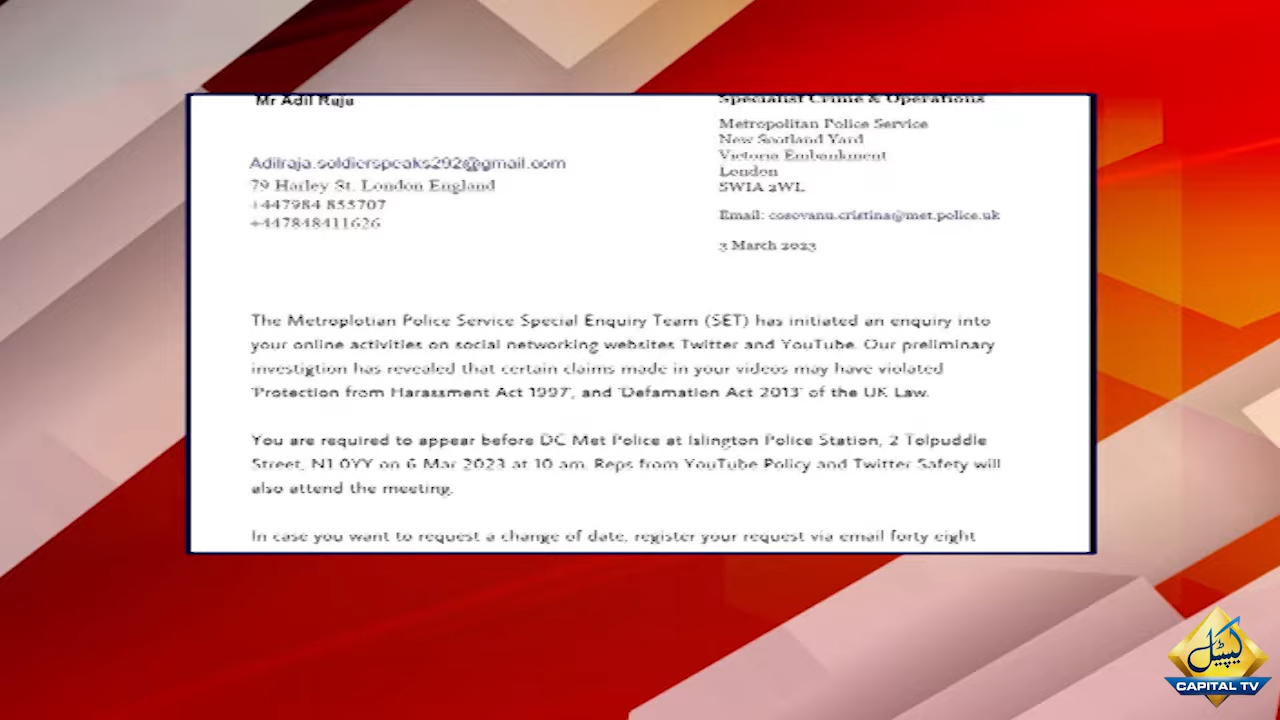 Mr Adil Raja
Adilraja.soldierspeaks292@gmail.com
79 Harley St. London England
+447984 855707
+447848411626
Specialist Crime & Operations
Metropolitan Police Service
New Scotland Yard
Victoria Embankment
London
SWIA 2WL
Email: cosovanu.cristina@met.police.uk
3 March 2023
The Metroplotian Police Service Special Enquiry Team (SET) has initiated an enquiry into
your online activities on social networking websites Twitter and YouTube. Our preliminary
investigtion has revealed that certain claims made in your videos may have violated
'Protection from Harassment Act 1997', and 'Defamation Act 2013' of the UK Law.
You are required to appear before DC Met Police at Islington Police Station, 2 Tolpuddle
Street, N1 0YY on 6 Mar 2023 at 10 am. Reps from YouTube Policy and Twitter Safety will
also attend the meeting.
In case you want to request a change of date, register your request via email forty eight
کیپیٹل
CAPITAL TV